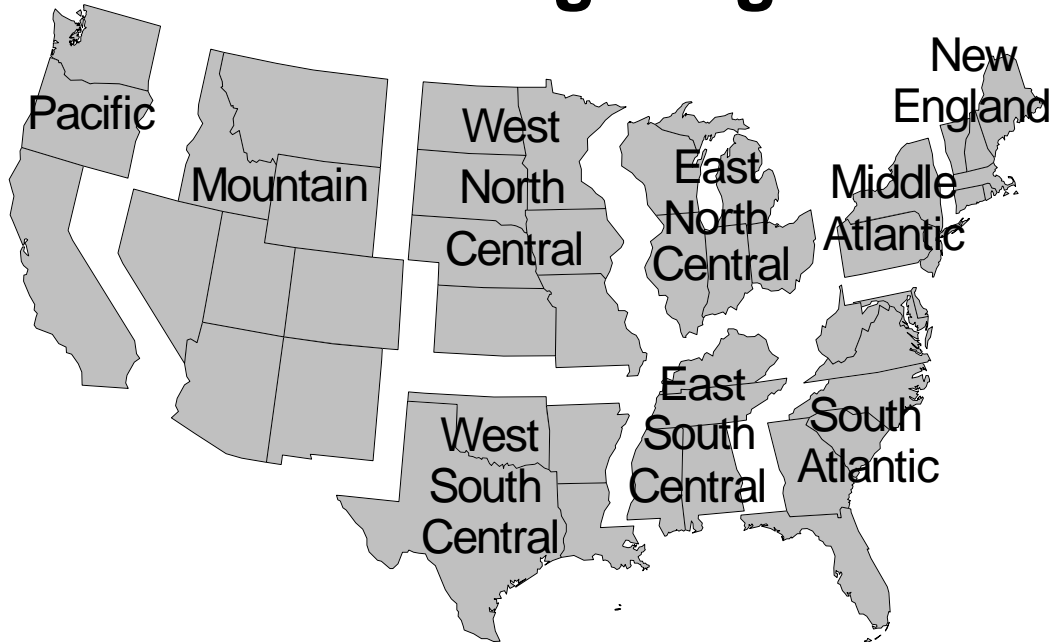 Pacific
Mountain
West
North
Central
East
North
Central
New
England
Middle
Atlantic
West
South
Central
East
South
Central
South
Atlantic